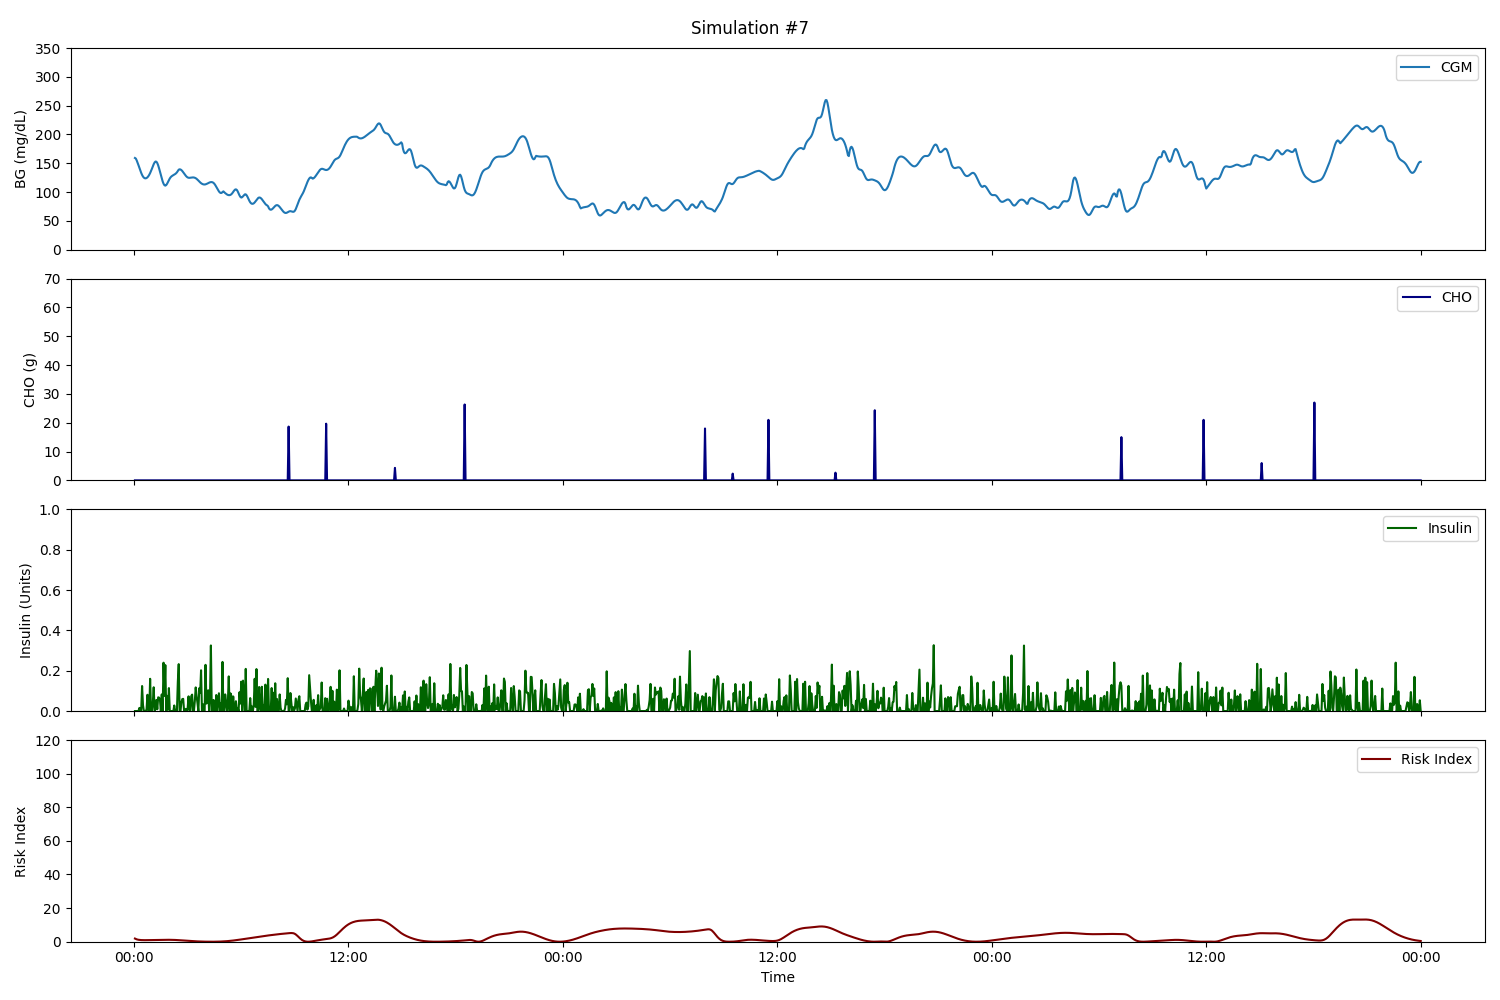 Simulation #7
350
300
250
200
150
100
50
0
BG (mg/dL)
CGM
70
60
50
40
30
20
10
0
CHO (g)
CHO
1.0
0.8
0.6
0.4
0.2
0.0
Insulin (Units)
Insulin
120
100
80
60
40
20
0
Risk Index
Risk Index
00:00 12:00 00:00 12:00 00:00 12:00 00:00
Time